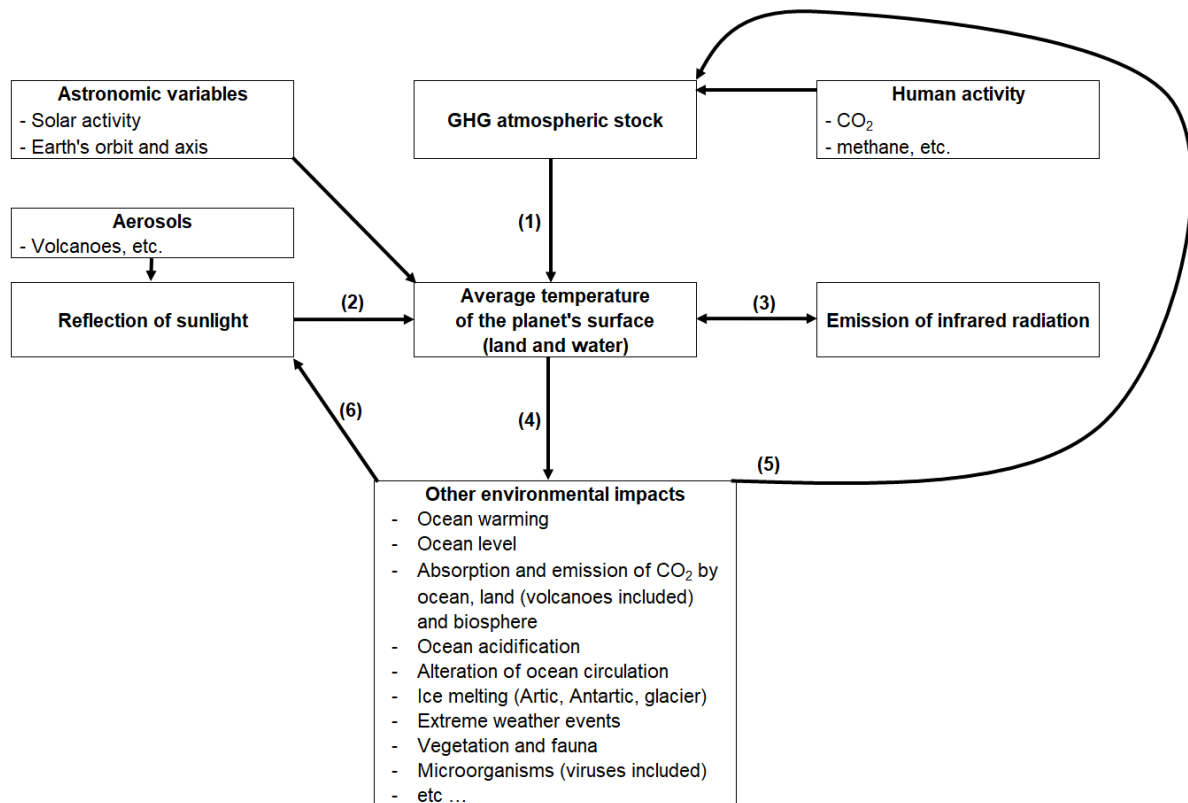 Astronomic variables
- Solar activity
- Earth's orbit and axis
GHG atmospheric stock
Human activity
- CO₂
- methane, etc.
(1)
Aerosols
- Volcanoes, etc.
Reflection of sunlight
(2)
Average temperature
of the planet's surface
(land and water)
(3)
Emission of infrared radiation
(4)
(6)
(5)
Other environmental impacts
- Ocean warming
- Ocean level
- Absorption and emission of CO₂ by
ocean, land (volcanoes included)
and biosphere
- Ocean acidification
- Alteration of ocean circulation
- Ice melting (Artic, Antartic, glacier)
- Extreme weather events
- Vegetation and fauna
- Microorganisms (viruses included)
- etc ...